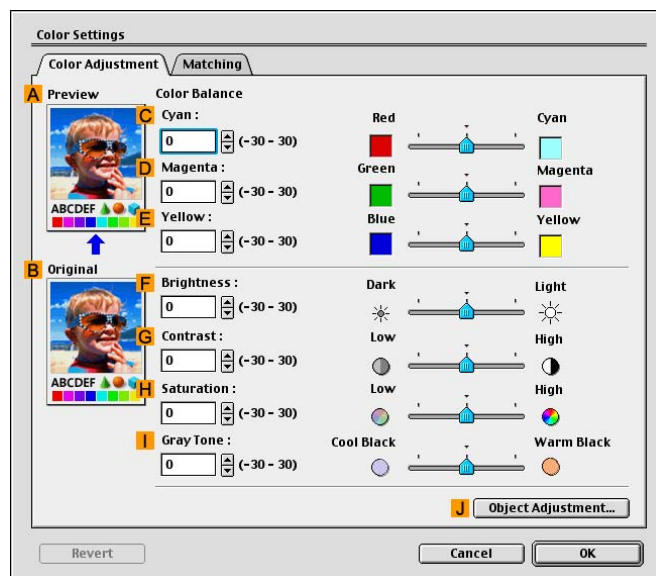 Color Settings
Color Adjustment Matching
A Preview
Color Balance
C Cyan :
0 (-30 - 30)
Red Cyan
D Magenta :
0 (-30 - 30)
Green Magenta
E Yellow :
0 (-30 - 30)
Blue Yellow
ABCDEF
B Original
ABCDEF
F Brightness :
0 (-30 - 30)
Dark Light
G Contrast :
0 (-30 - 30)
Low High
H Saturation :
0 (-30 - 30)
Low High
I Gray Tone :
0 (-30 - 30)
Cool Black Warm Black
J Object Adjustment...
Revert Cancel OK